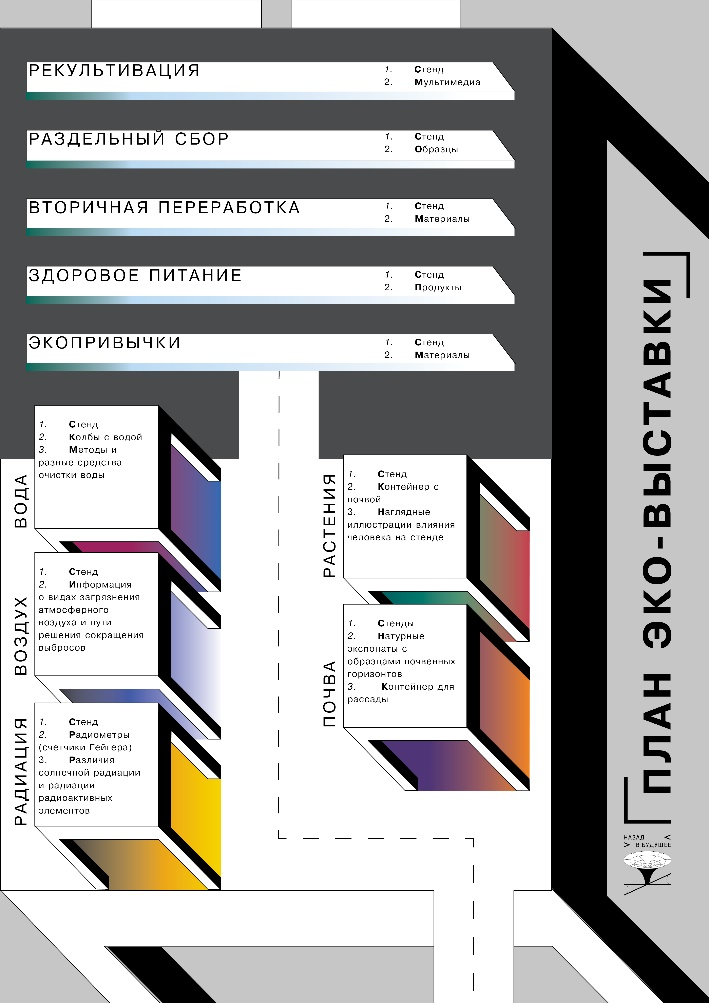 РЕКУЛЬТИВАЦИЯ
1. Стенд
2. Мультимедиа
РАЗДЕЛЬНЫЙ СБОР
1. Стенд
2. Образцы
ВТОРИЧНАЯ ПЕРЕРАБОТКА
1. Стенд
2. Материалы
ЗДОРОВОЕ ПИТАНИЕ
1. Стенд
2. Продукты
ЭКОПРИВЫЧКИ
1. Стенд
2. Материалы
ВОДА
1. Стенд
2. Колбы с водой
3. Методы и
разные средства
очистки воды
ВОЗДУХ
1. Стенд
2. Информация
о видах загрязнения
атмосферного
воздуха и пути
решения сокращения
выбросов
РАДИАЦИЯ
1. Стенд
2. Радиометры
(счетчики Гейгера)
3. Различия
солнечной радиации
и радиации
радиоактивных
элементов
РАСТЕНИЯ
1. Стенд
2. Контейнер с
почвой
3. Наглядные
иллюстрации влияния
человека на стенде
ПОЧВА
1. Стенды
2. Натурные
экспонаты с
образцами почвенных
горизонтов
3. Контейнер для
рассады
ПЛАН ЭКО-ВЫСТАВКИ
НАЗАД <
> В БУДУЩЕЕ